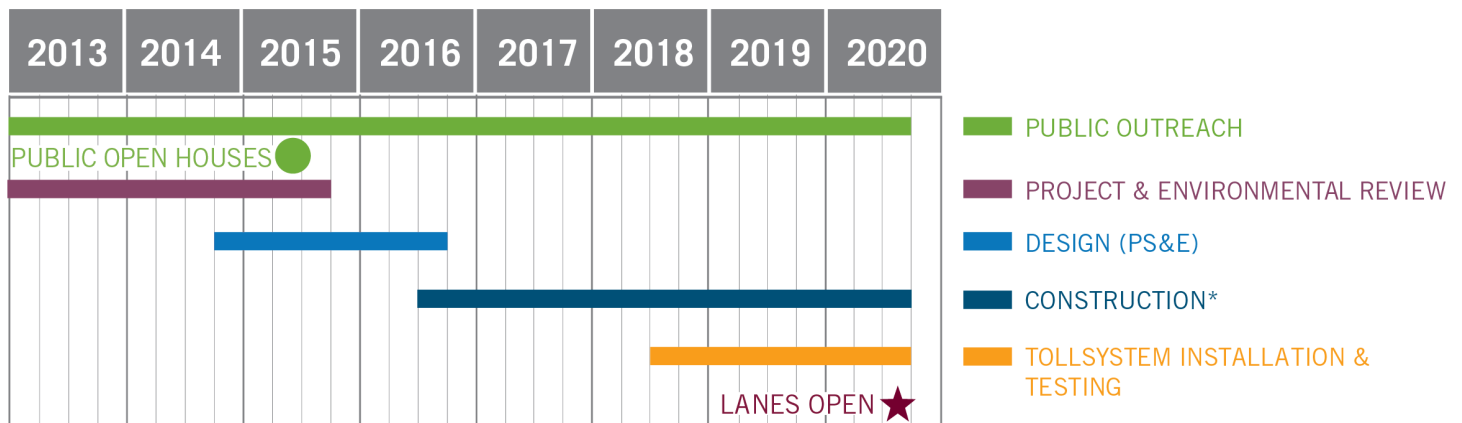 2013 2014 2015 2016 2017 2018 2019 2020
PUBLIC OUTREACH
PUBLIC OPEN HOUSES
PROJECT & ENVIRONMENTAL REVIEW
DESIGN (PS&E)
CONSTRUCTION*
TOLLSYSTEM INSTALLATION &
TESTING
LANES OPEN